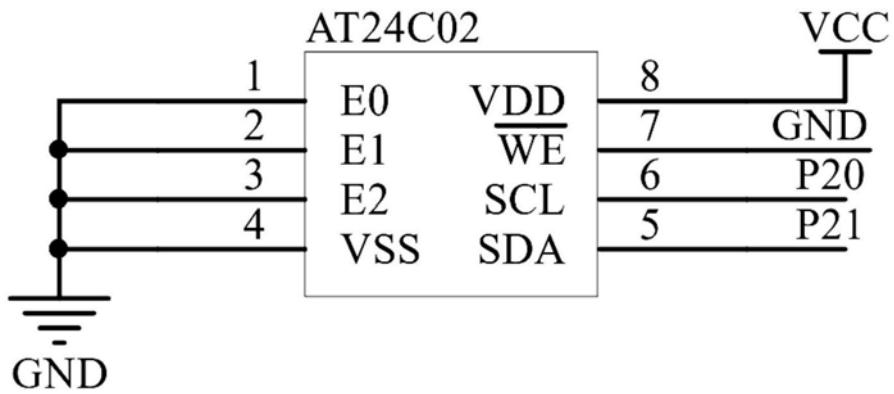 AT24C02
VCC
1 E0 VDD 8
2 E1 WE 7 GND
3 E2 SCL 6 P20
4 VSS SDA 5 P21
GND